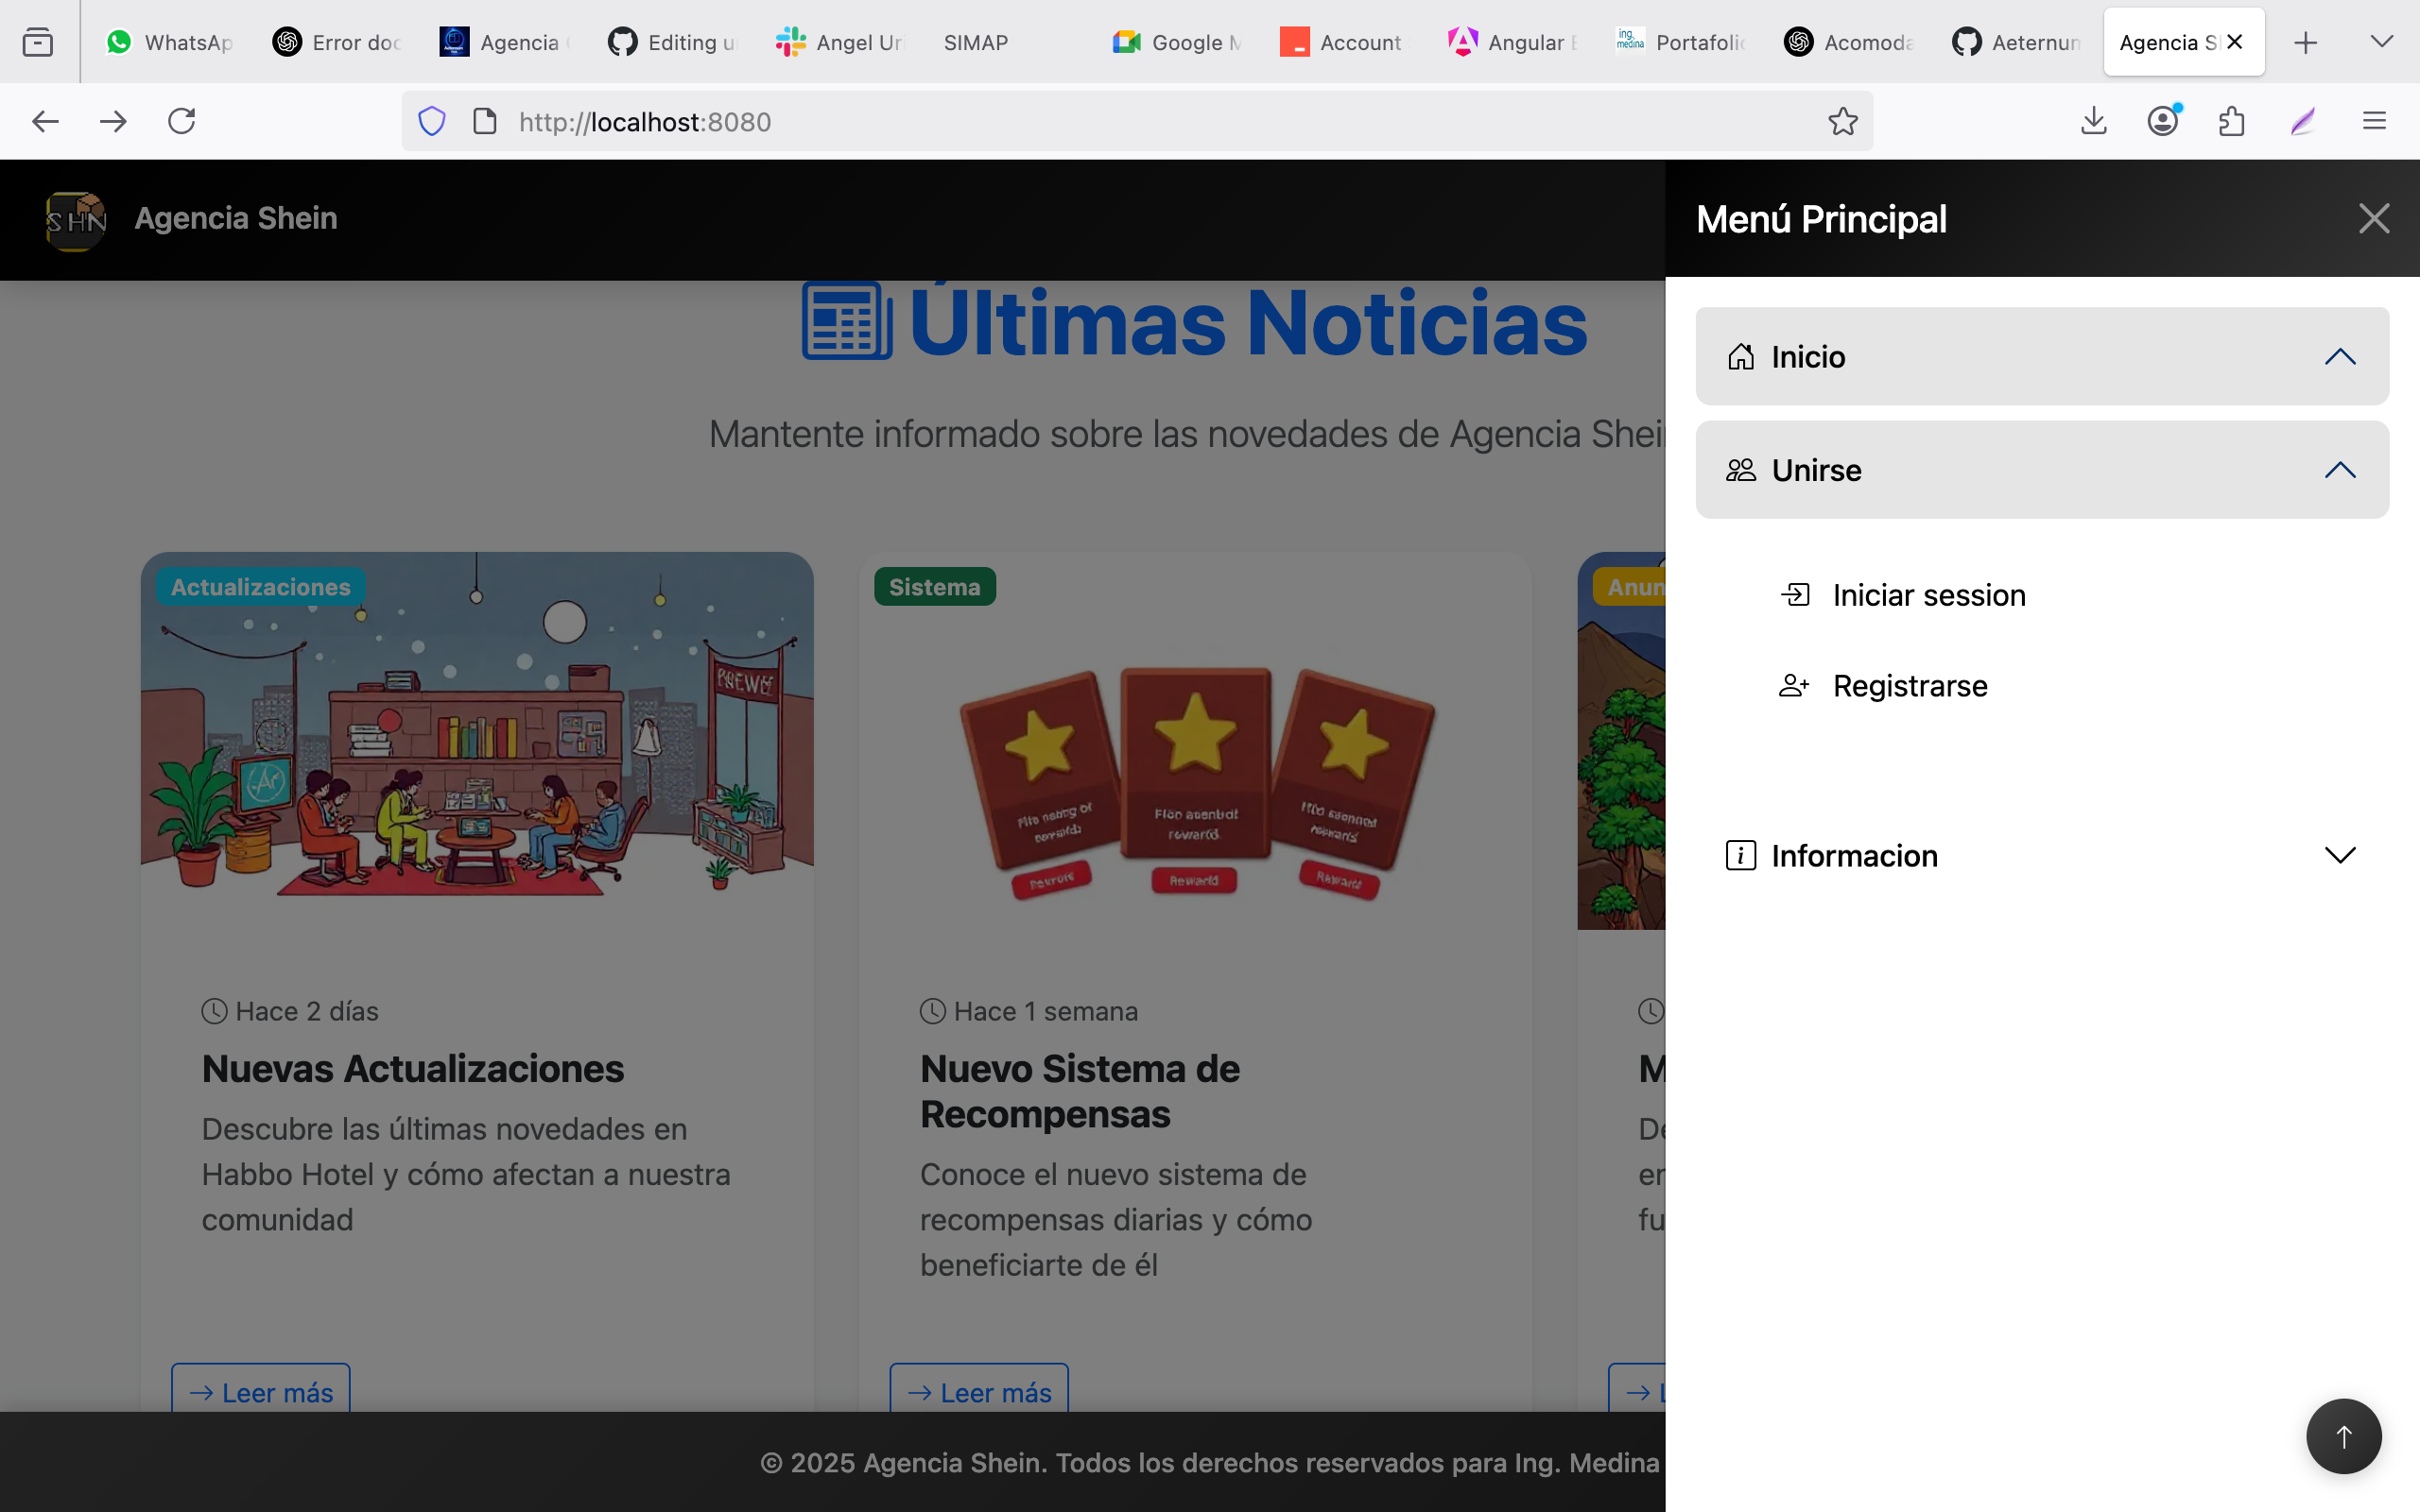 WhatsAp
Error doc
Agencia
Editing u
Angel Ur
SIMAP
Google M
Account
Angular
ing.
medina
Portafolio
Acomoda
Aeternun
Agencia S
http://localhost:8080
SHN
Agencia Shein
Menú Principal
Últimas Noticias
Mantente informado sobre las novedades de Agencia Shei
Inicio
Unirse
Iniciar session
Registrarse
Informacion
Actualizaciones
Sistema
Anun
Reward
Hace 2 días
Nuevas Actualizaciones
Descubre las últimas novedades en
Habbo Hotel y cómo afectan a nuestra
comunidad
Leer más
Hace 1 semana
Nuevo Sistema de
Recompensas
Conoce el nuevo sistema de
recompensas diarias y cómo
beneficiarte de él
Leer más
M
De
en
fu
© 2025 Agencia Shein. Todos los derechos reservados para Ing. Medina